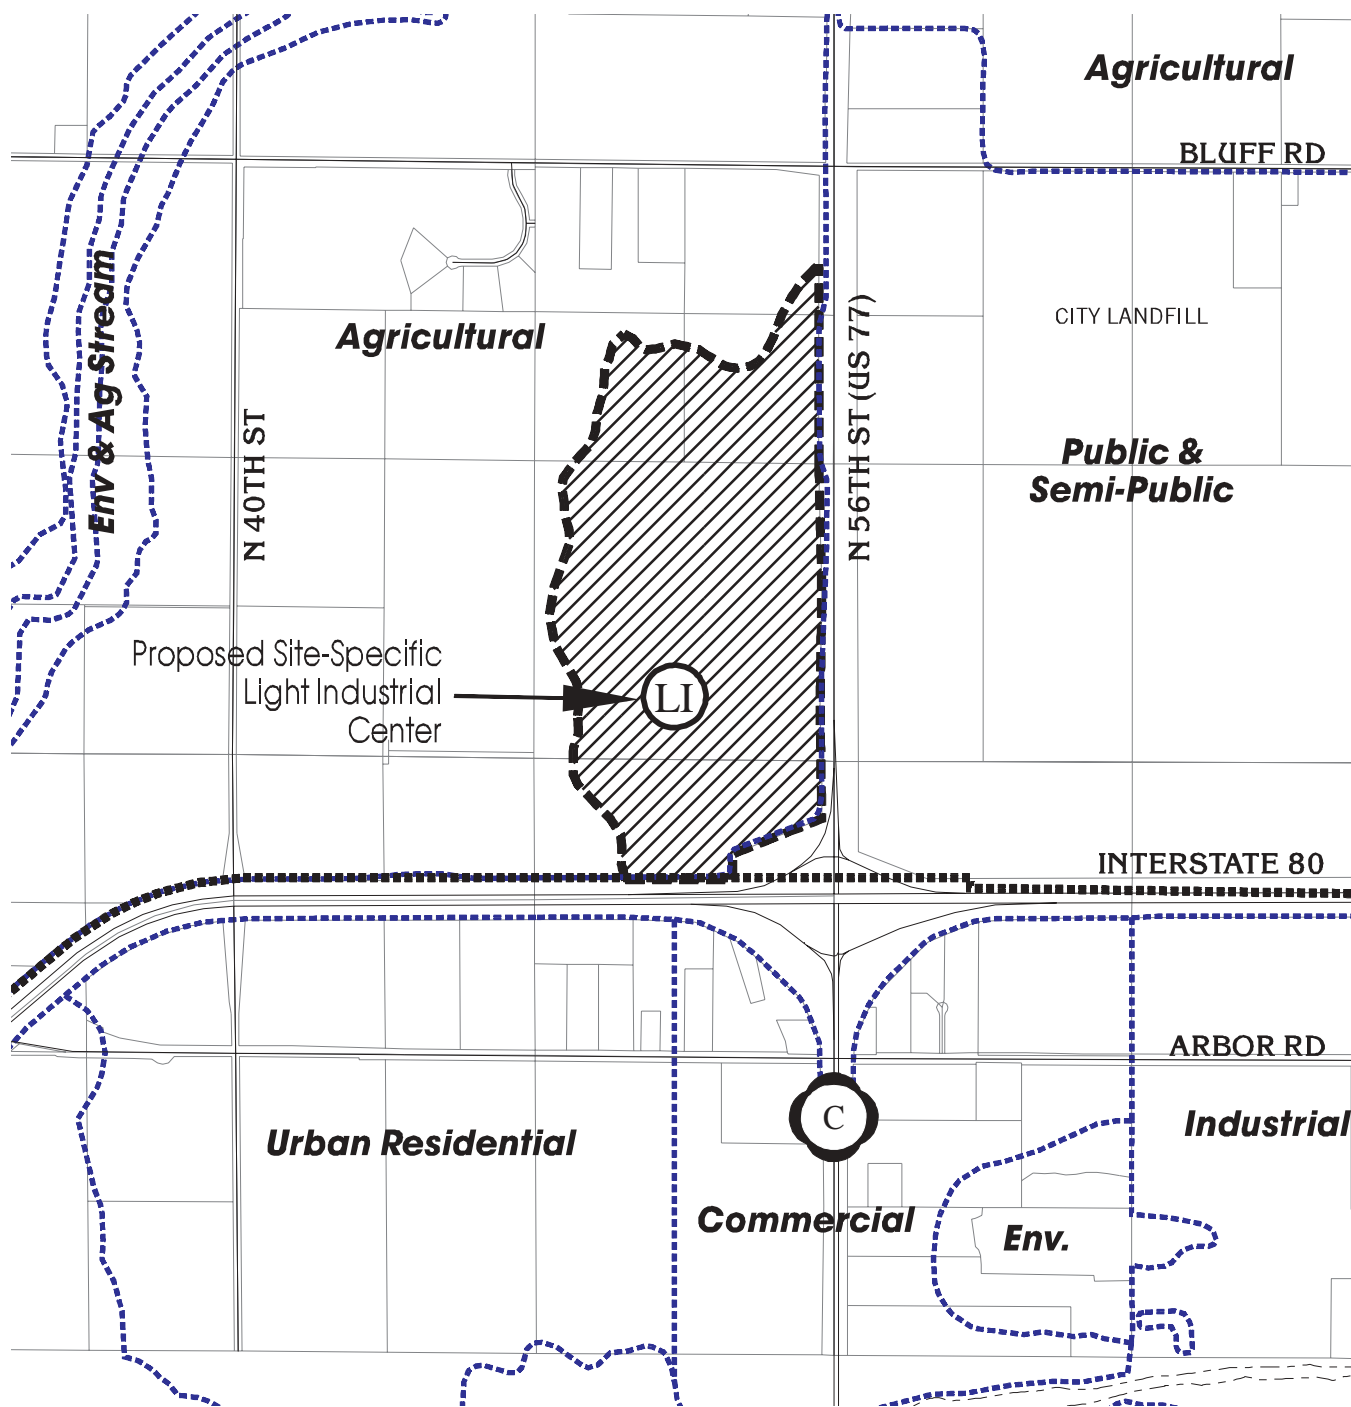 Agricultural
BLUFF RD
Env & Ag Stream
Agricultural
CITY LANDFILL
N 40TH ST
N 56TH ST (US 77)
Public &
Semi-Public
Proposed Site-Specific
Light Industrial
Center
LI
INTERSTATE 80
ARBOR RD
C
Urban Residential
Industrial
Commercial
Env.